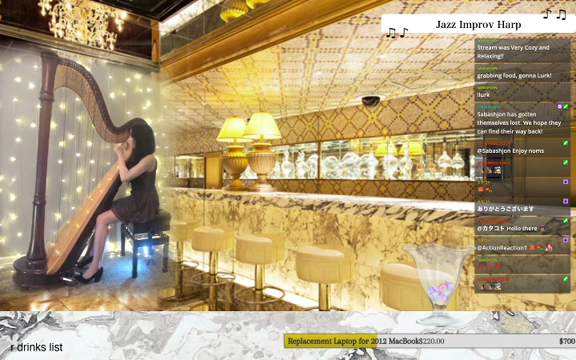 Jazz Improv Harp
Stream was Very Cozy and
Relaxing!!
grabbing food, gonna Lurk!
!lurk
Sabashjon has gotten
themselves lost. We hope they
can find their way back!
@Sabashjon Enjoy noms
ありがとうございます
@カタコト Hello there
@ActionReaction1
Replacement Laptop for 2012 MacBook $220.00
$700
r drinks list